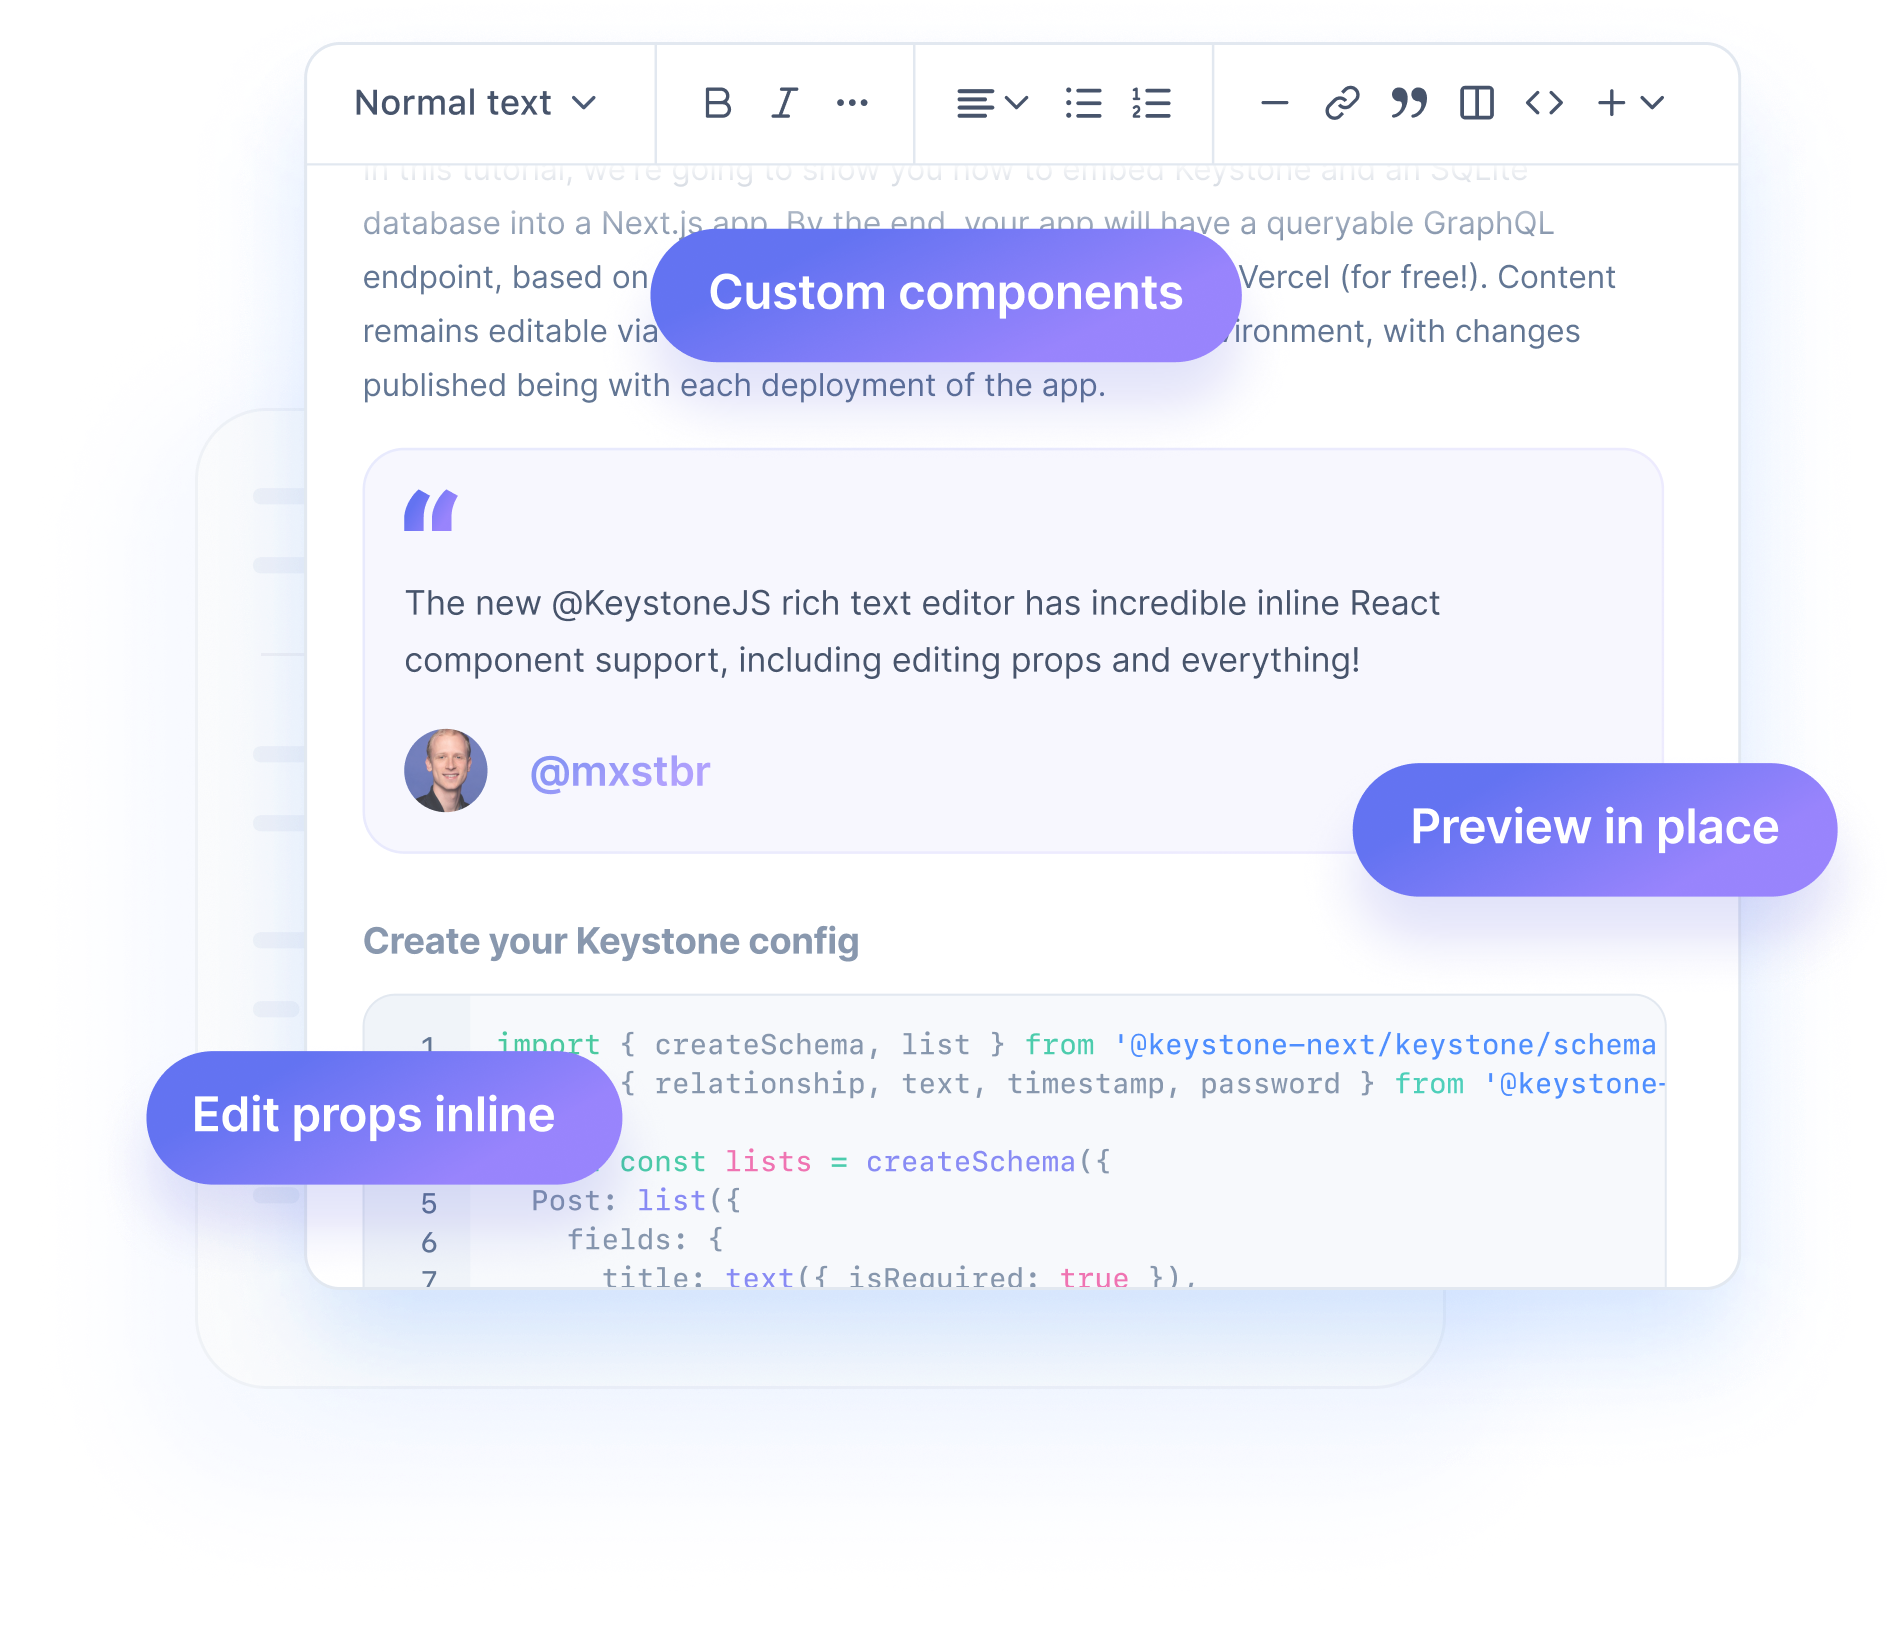 Normal text
In this tutorial, we're going to show you how to embed Keystone and an SQLite
database into a Next.js app. By the end, your app will have a queryable GraphQL
endpoint, based on Vercel (for free!). Content
Custom components
remains editable via ironment, with changes
published being with each deployment of the app.
“
The new @KeystoneJS rich text editor has incredible inline React
component support, including editing props and everything!
@mxstbr
Preview in place
Create your Keystone config
1 import { createSchema, list } from '@keystone-next/keystone/schema
{ relationship, text, timestamp, password } from '@keystone-
Edit props inline
const lists = createSchema({
5 Post: list({
6 fields: {
7 title: text({ isRequired: true }),